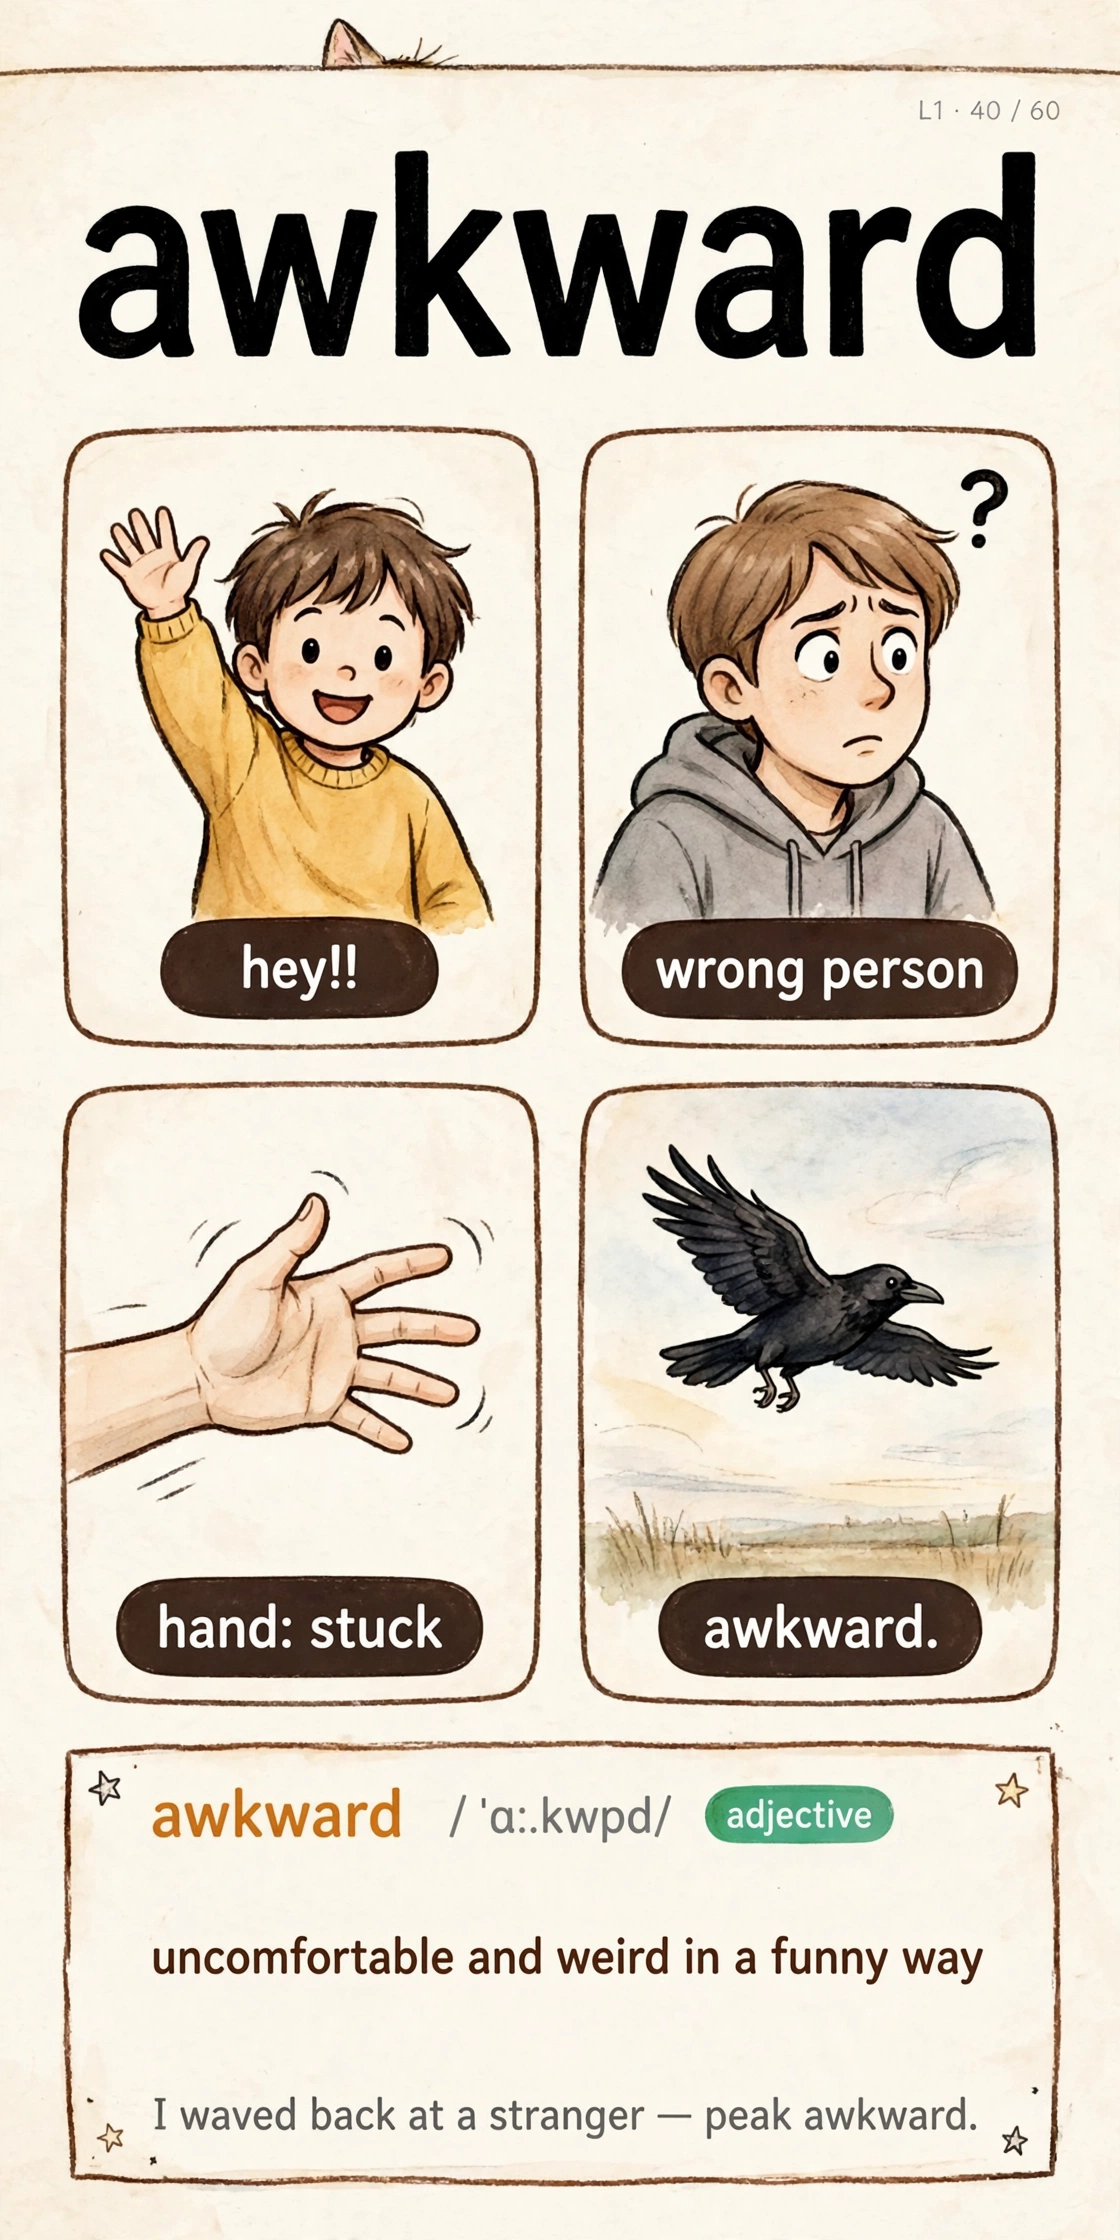 L1 · 40 / 60
awkward
?
hey!!
wrong person
hand: stuck
awkward.
awkward / ˈɑː.kwpd/ adjective
uncomfortable and weird in a funny way
I waved back at a stranger — peak awkward.